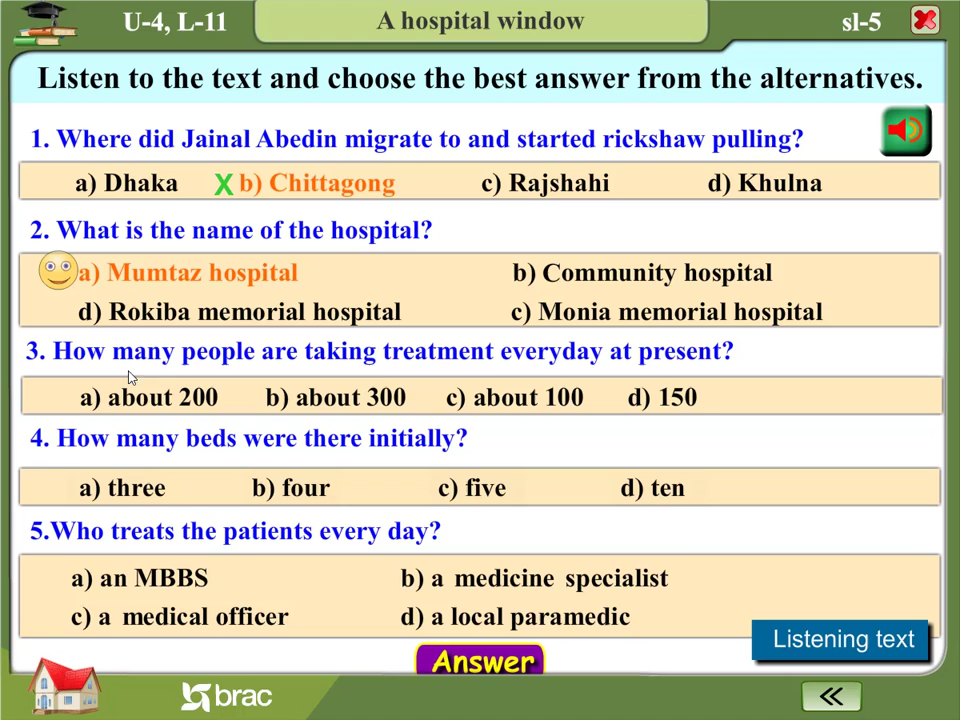 U-4, L-11 A hospital window sl-5
Listen to the text and choose the best answer from the alternatives.
1. Where did Jainal Abedin migrate to and started rickshaw pulling?
a) Dhaka X b) Chittagong c) Rajshahi d) Khulna
2. What is the name of the hospital?
a) Mumtaz hospital b) Community hospital
d) Rokiba memorial hospital c) Monia memorial hospital
3. How many people are taking treatment everyday at present?
a) about 200 b) about 300 c) about 100 d) 150
4. How many beds were there initially?
a) three b) four c) five d) ten
5.Who treats the patients every day?
a) an MBBS b) a medicine specialist
c) a medical officer d) a local paramedic
Listening text
Answer
brac